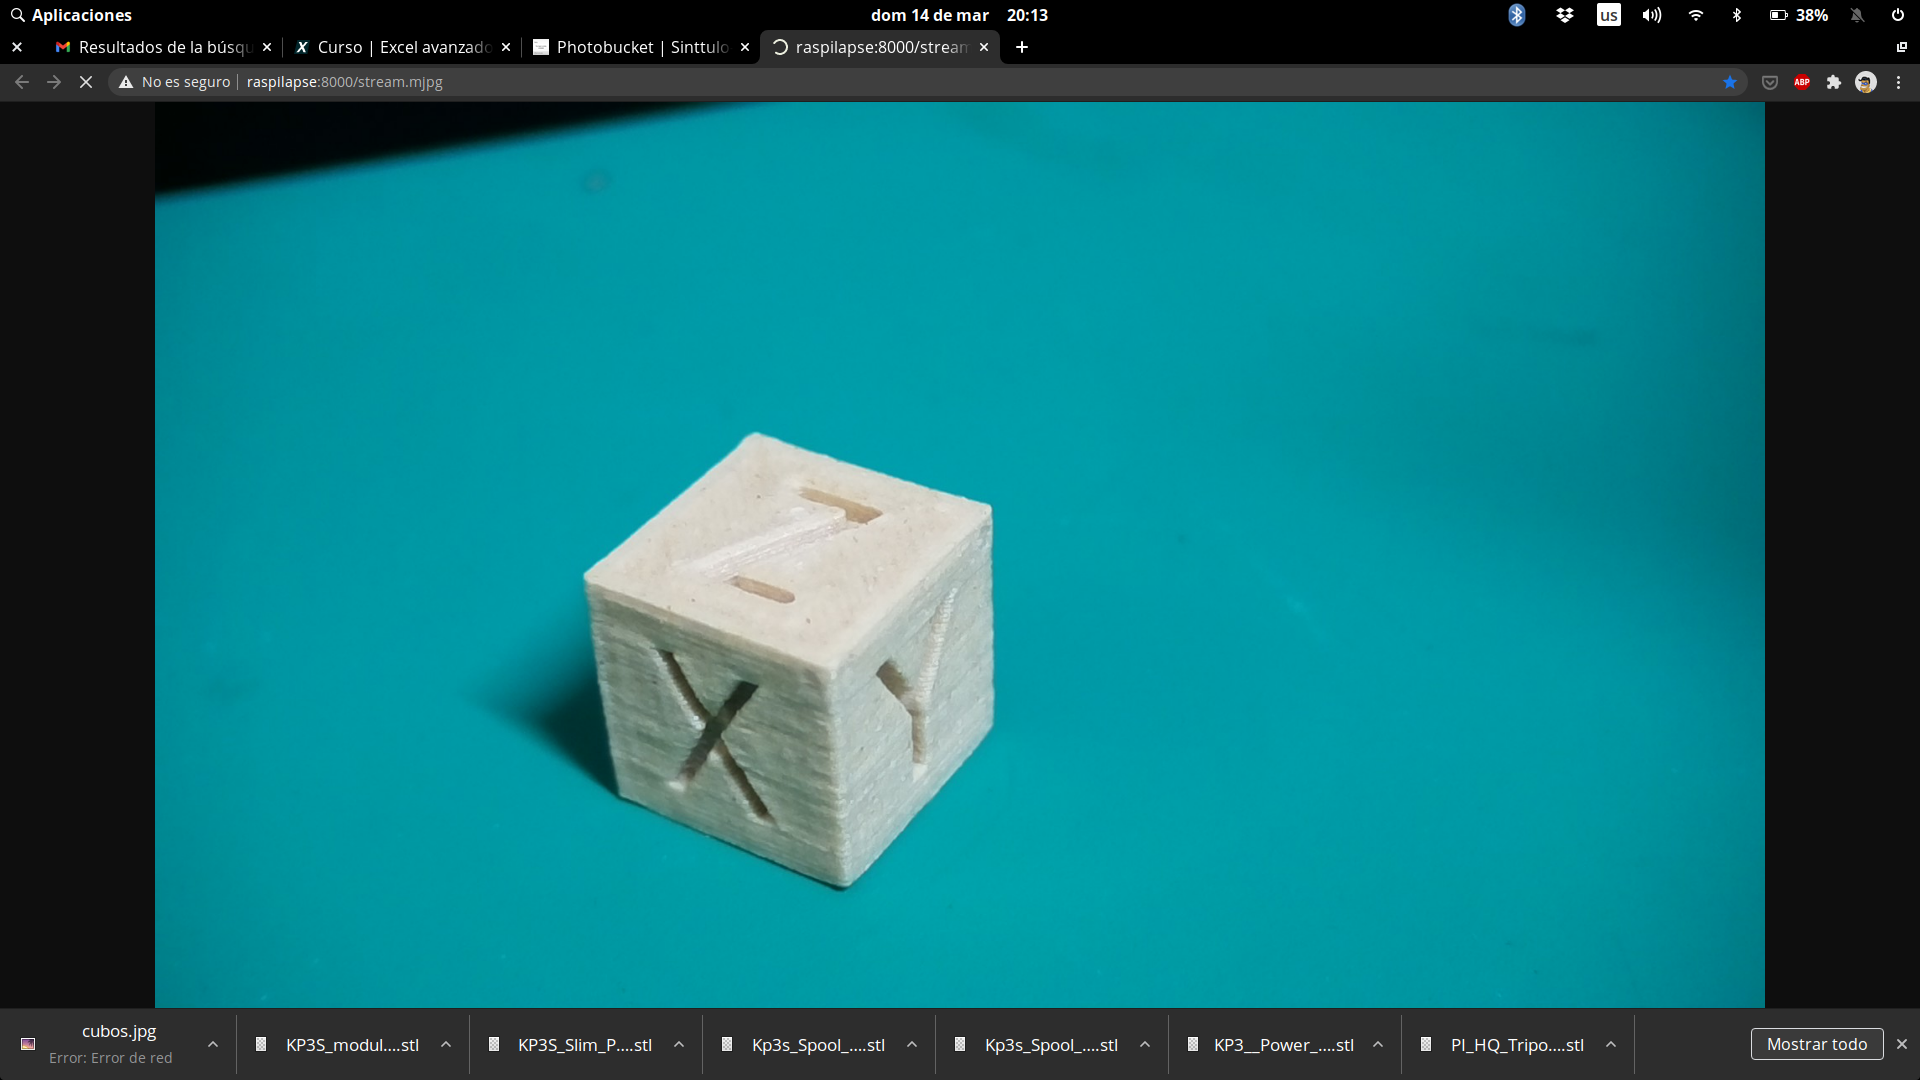 Aplicaciones
dom 14 de mar 20:13
us
38%
Resultados de la búsqu
Curso | Excel avanzado
Photobucket | Sinttulo
raspilapse:8000/stream
No es seguro
raspilapse:8000/stream.mjpg
ABP
Z
X
Y
cubos.jpg
Error: Error de red
KP3S_modul....stl
KP3S_Slim_P....stl
Kp3s_Spool_....stl
Kp3s_Spool_....stl
KP3__Power_....stl
PI_HQ_Tripo....stl
Mostrar todo